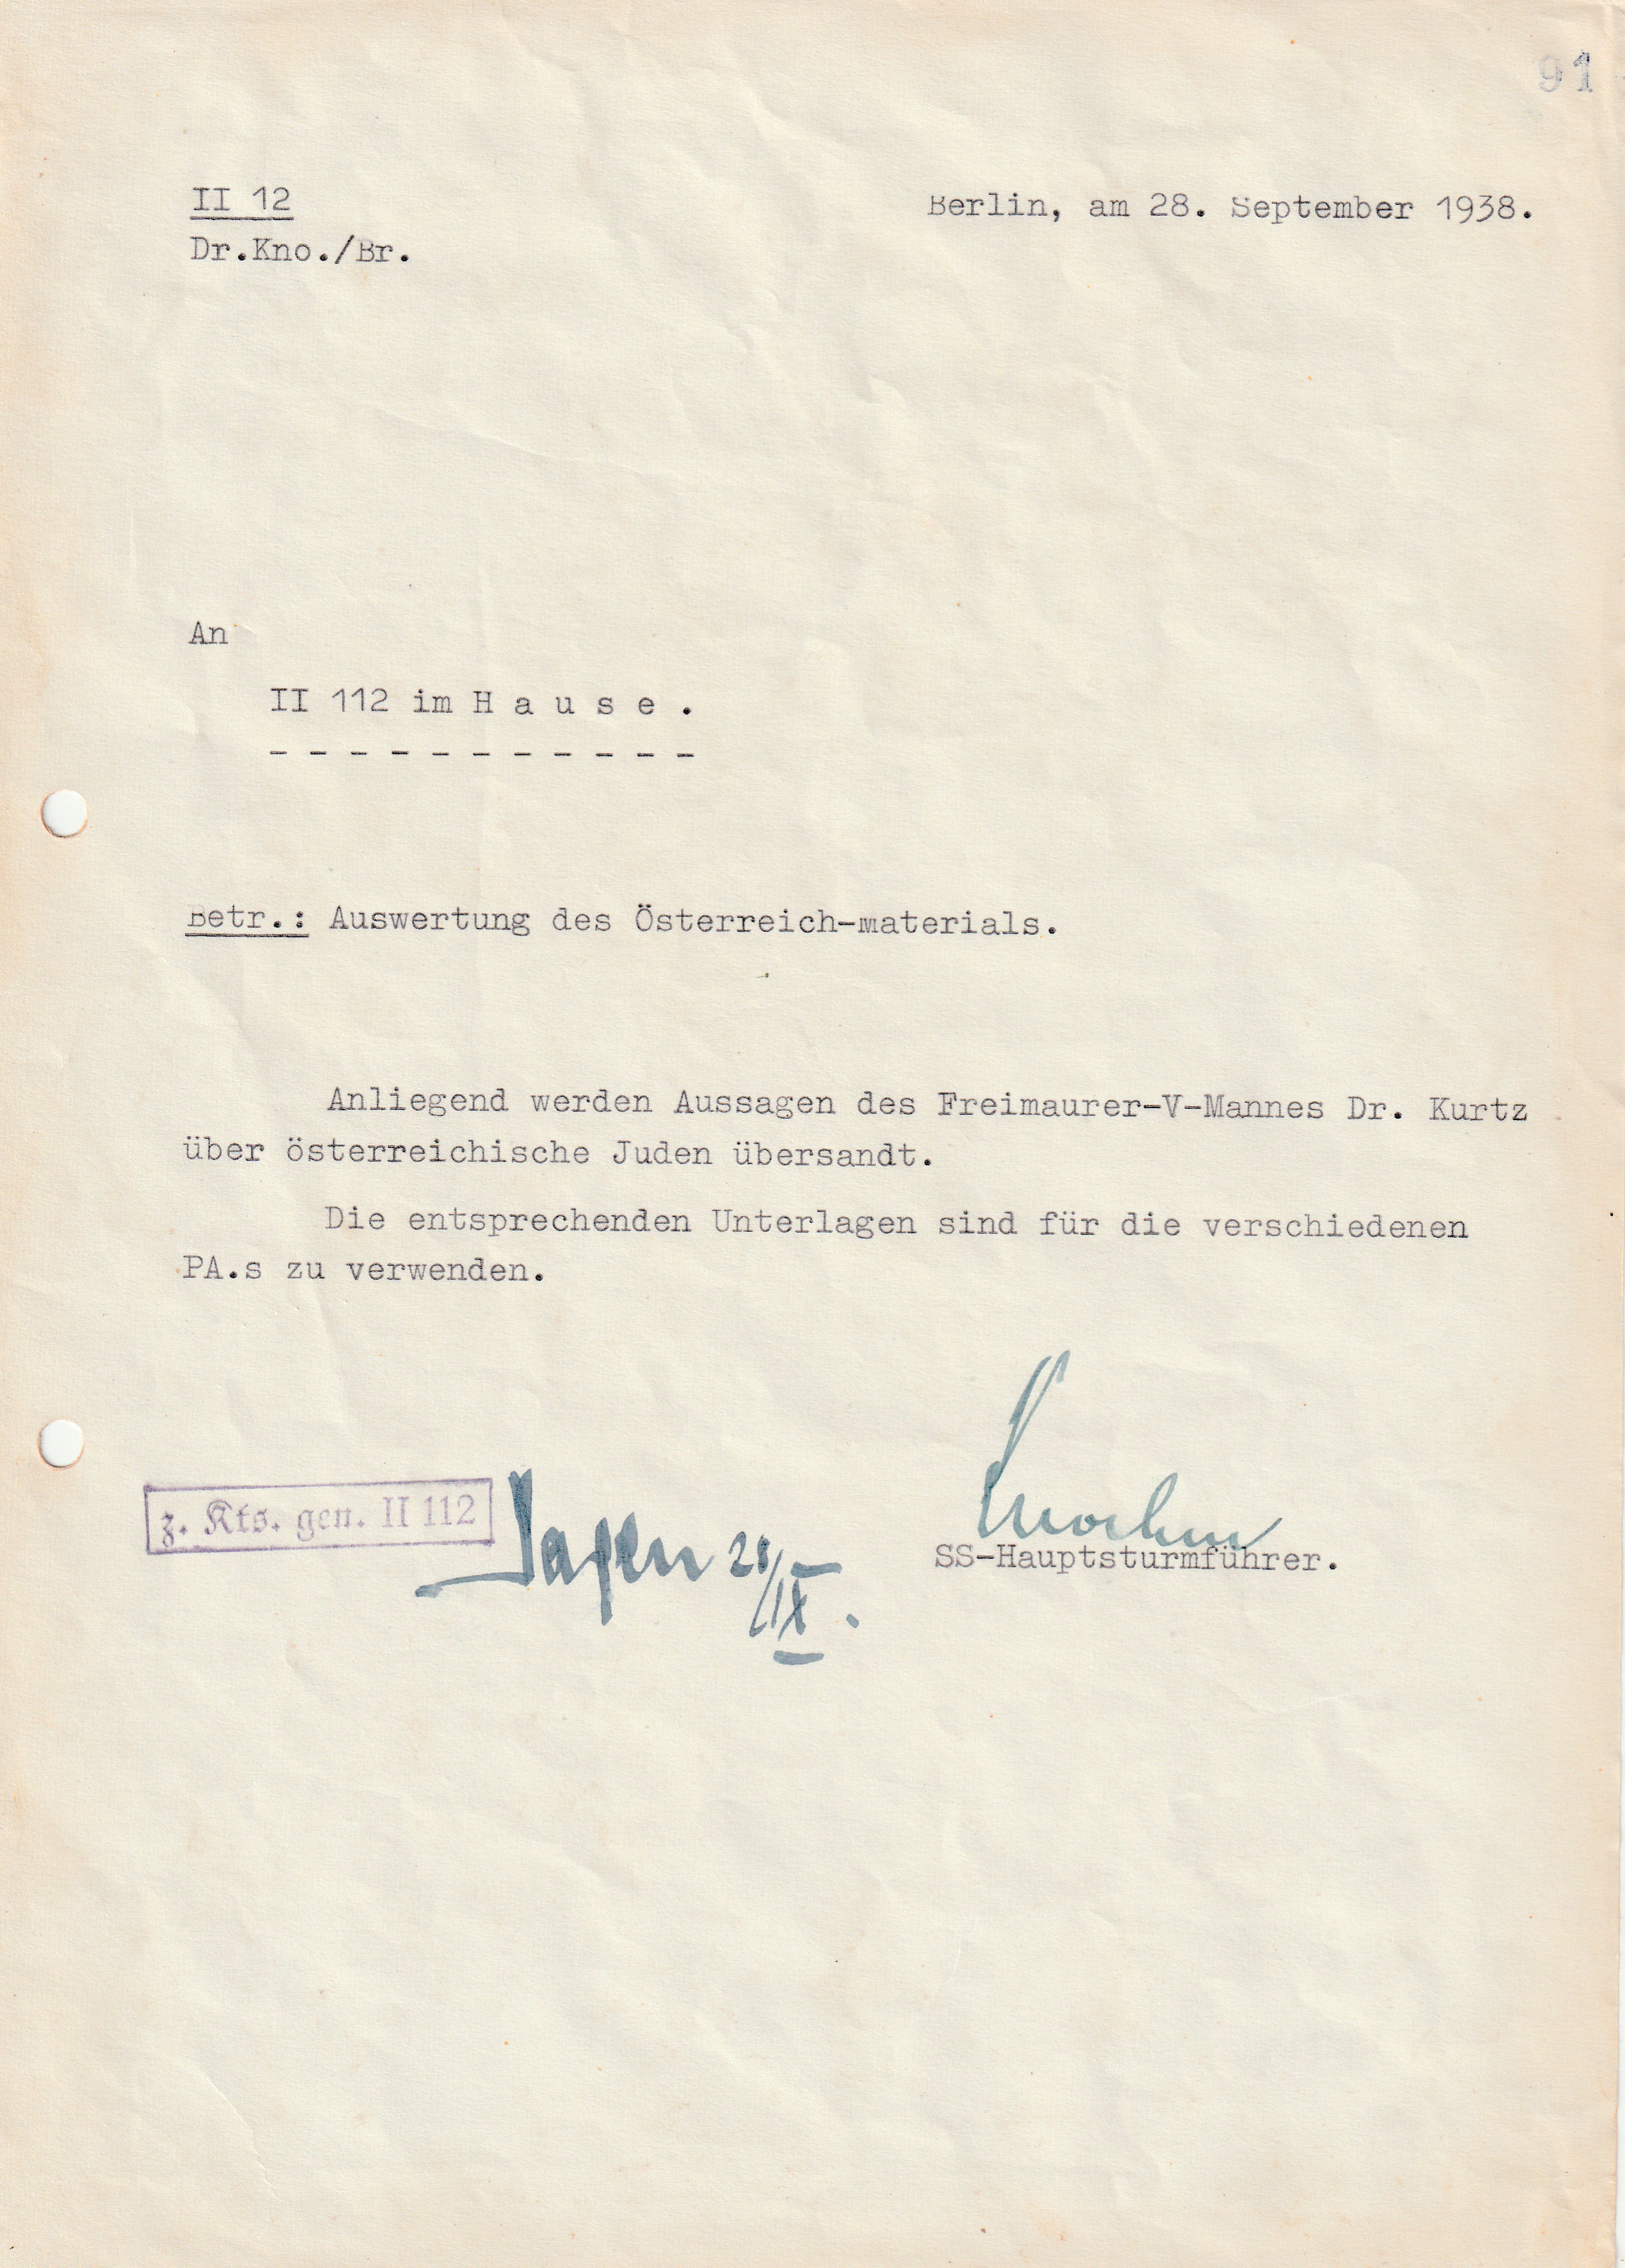 91
II 12
Berlin, am 28. September 1938.
Dr.Kno./Br.
An
II 112 im H a u s e .
- - - - - - - - - - -
Betr.: Auswertung des Österreich-materials.
Anliegend werden Aussagen des Freimaurer-V-Mannes Dr. Kurtz
über österreichische Juden übersandt.
Die entsprechenden Unterlagen sind für die verschiedenen
PA.s zu verwenden.
z. Kts. gen. II 112
SS-Hauptsturmführer.